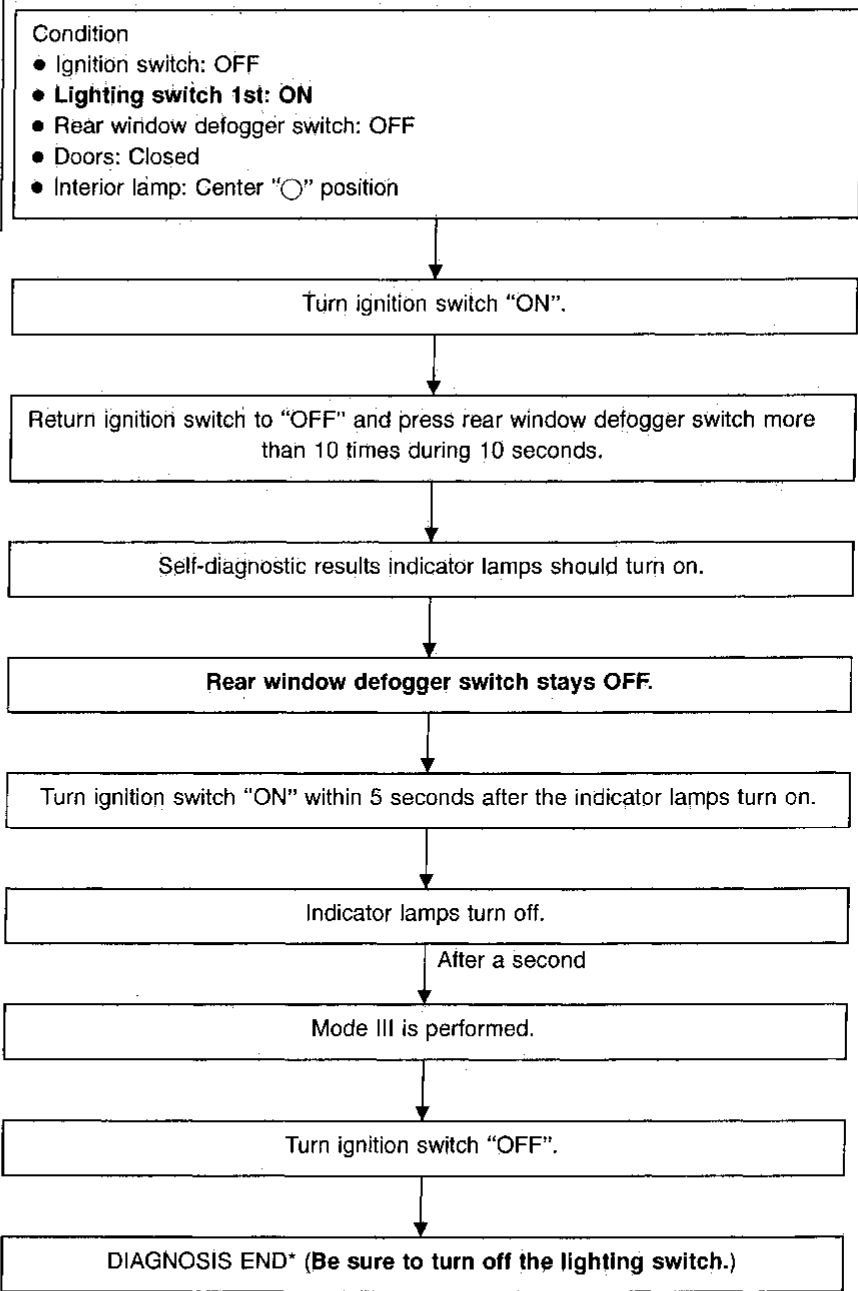 Condition
● Ignition switch: OFF
● Lighting switch 1st: ON
● Rear window defogger switch: OFF
● Doors: Closed
● Interior lamp: Center "○" position
Turn ignition switch "ON".
Return ignition switch to "OFF" and press rear window defogger switch more
than 10 times during 10 seconds.
Self-diagnostic results indicator lamps should turn on.
Rear window defogger switch stays OFF.
Turn ignition switch "ON" within 5 seconds after the indicator lamps turn on.
Indicator lamps turn off.
After a second
Mode III is performed.
Turn ignition switch "OFF".
DIAGNOSIS END* (Be sure to turn off the lighting switch.)